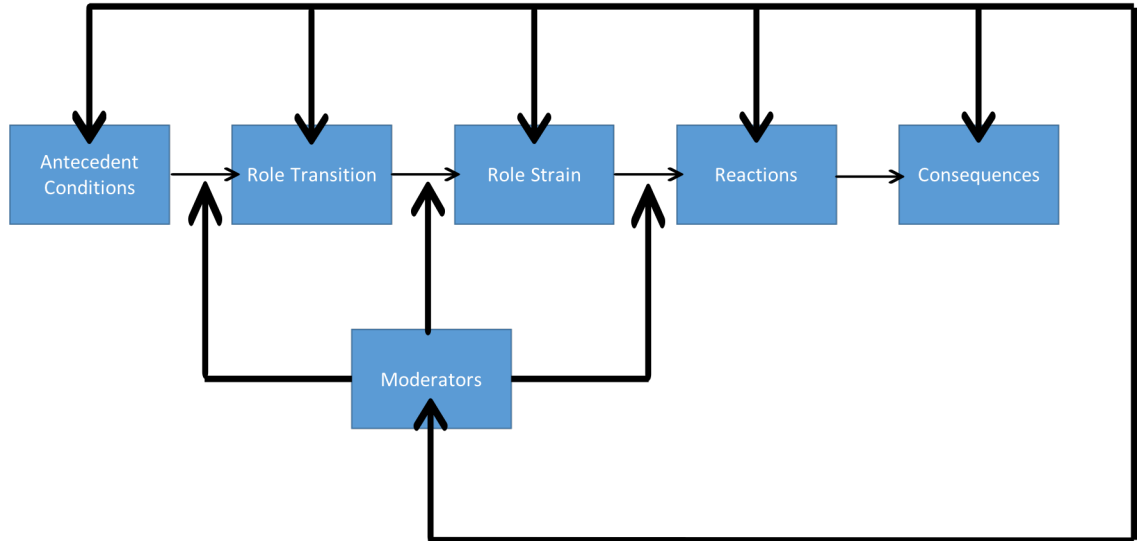 Antecedent
Conditions
Role Transition
Role Strain
Reactions
Consequences
Moderators